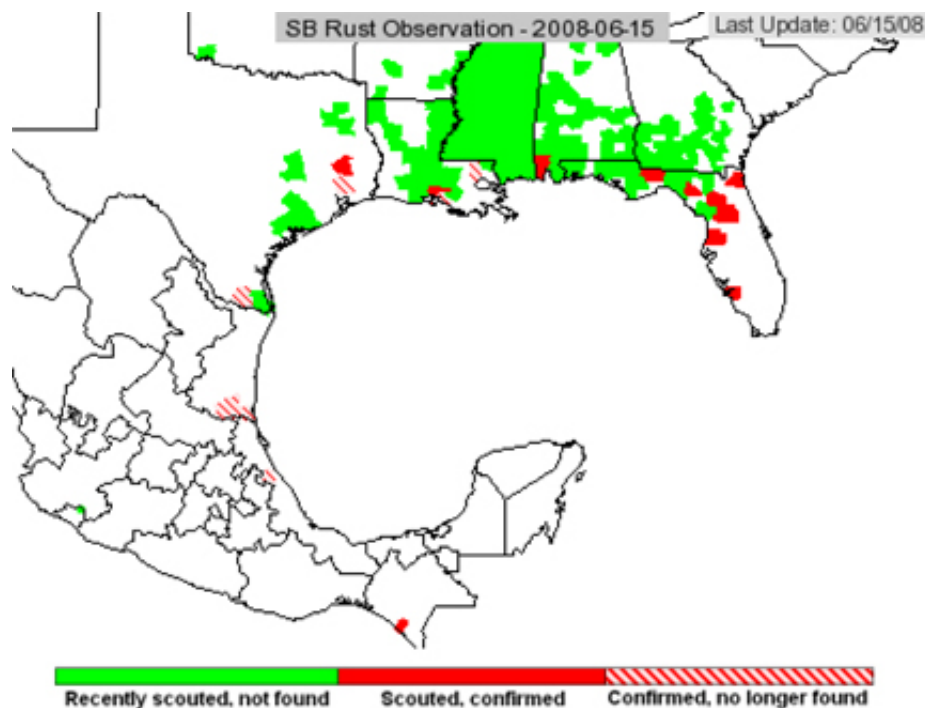 SB Rust Observation - 2008-06-15
Last Update: 06/15/08
Recently scouted, not found
Scouted, confirmed
Confirmed, no longer found